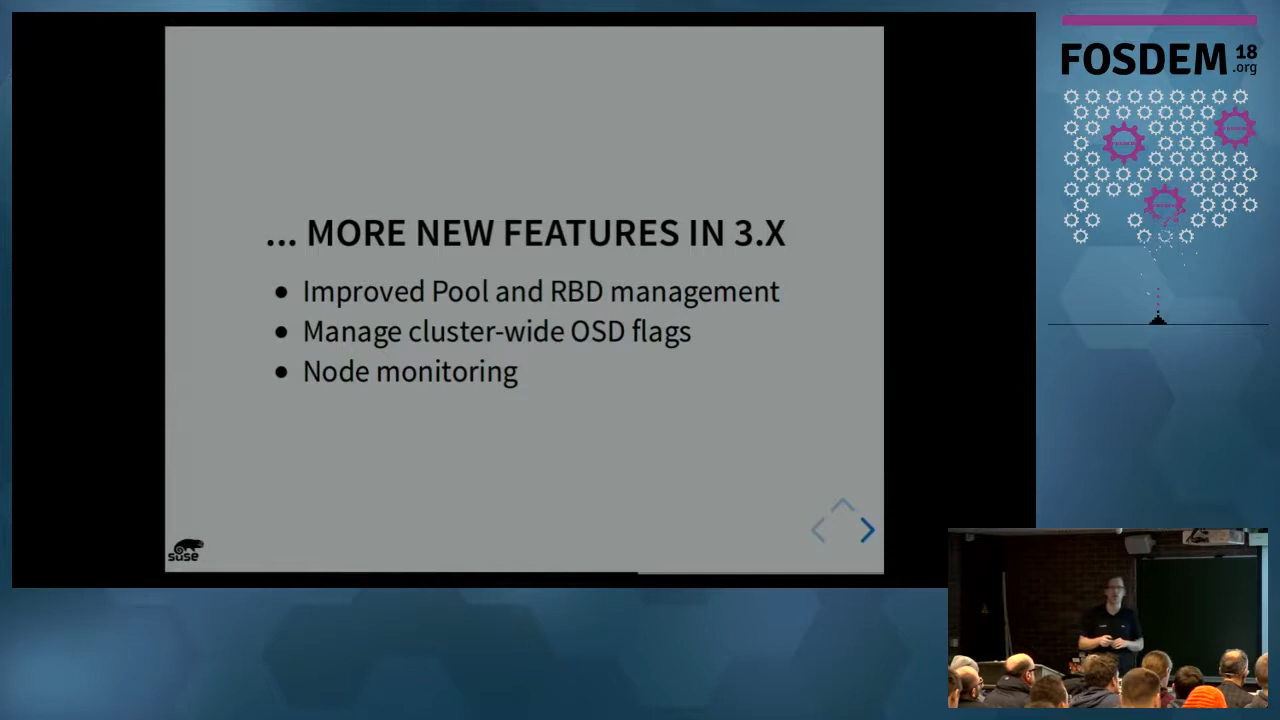 ... MORE NEW FEATURES IN 3.X
Improved Pool and RBD management
Manage cluster-wide OSD flags
Node monitoring
suse
FOSDEM 18
.org